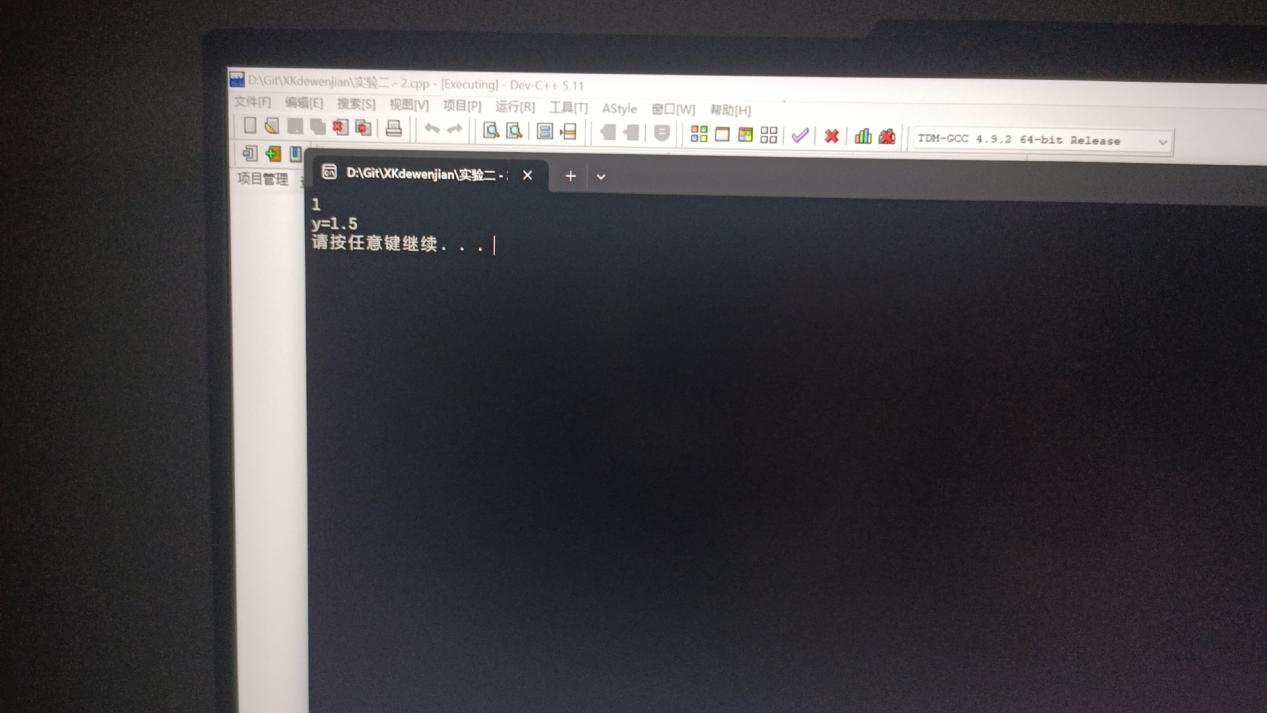 D:\Git\XKdewenjian\实验二 - 2.cpp - [Executing] - Dev-C++ 5.11
文件[F] 编辑[E] 搜索[S] 视图[V] 项目[P] 运行[R] 工具[T] AStyle 窗口[W] 帮助[H]
TDM-GCC 4.9.2 64-bit Release
项目管理
D:\Git\XKdewenjian\实验二 -
1
y=1.5
请按任意键继续. . .